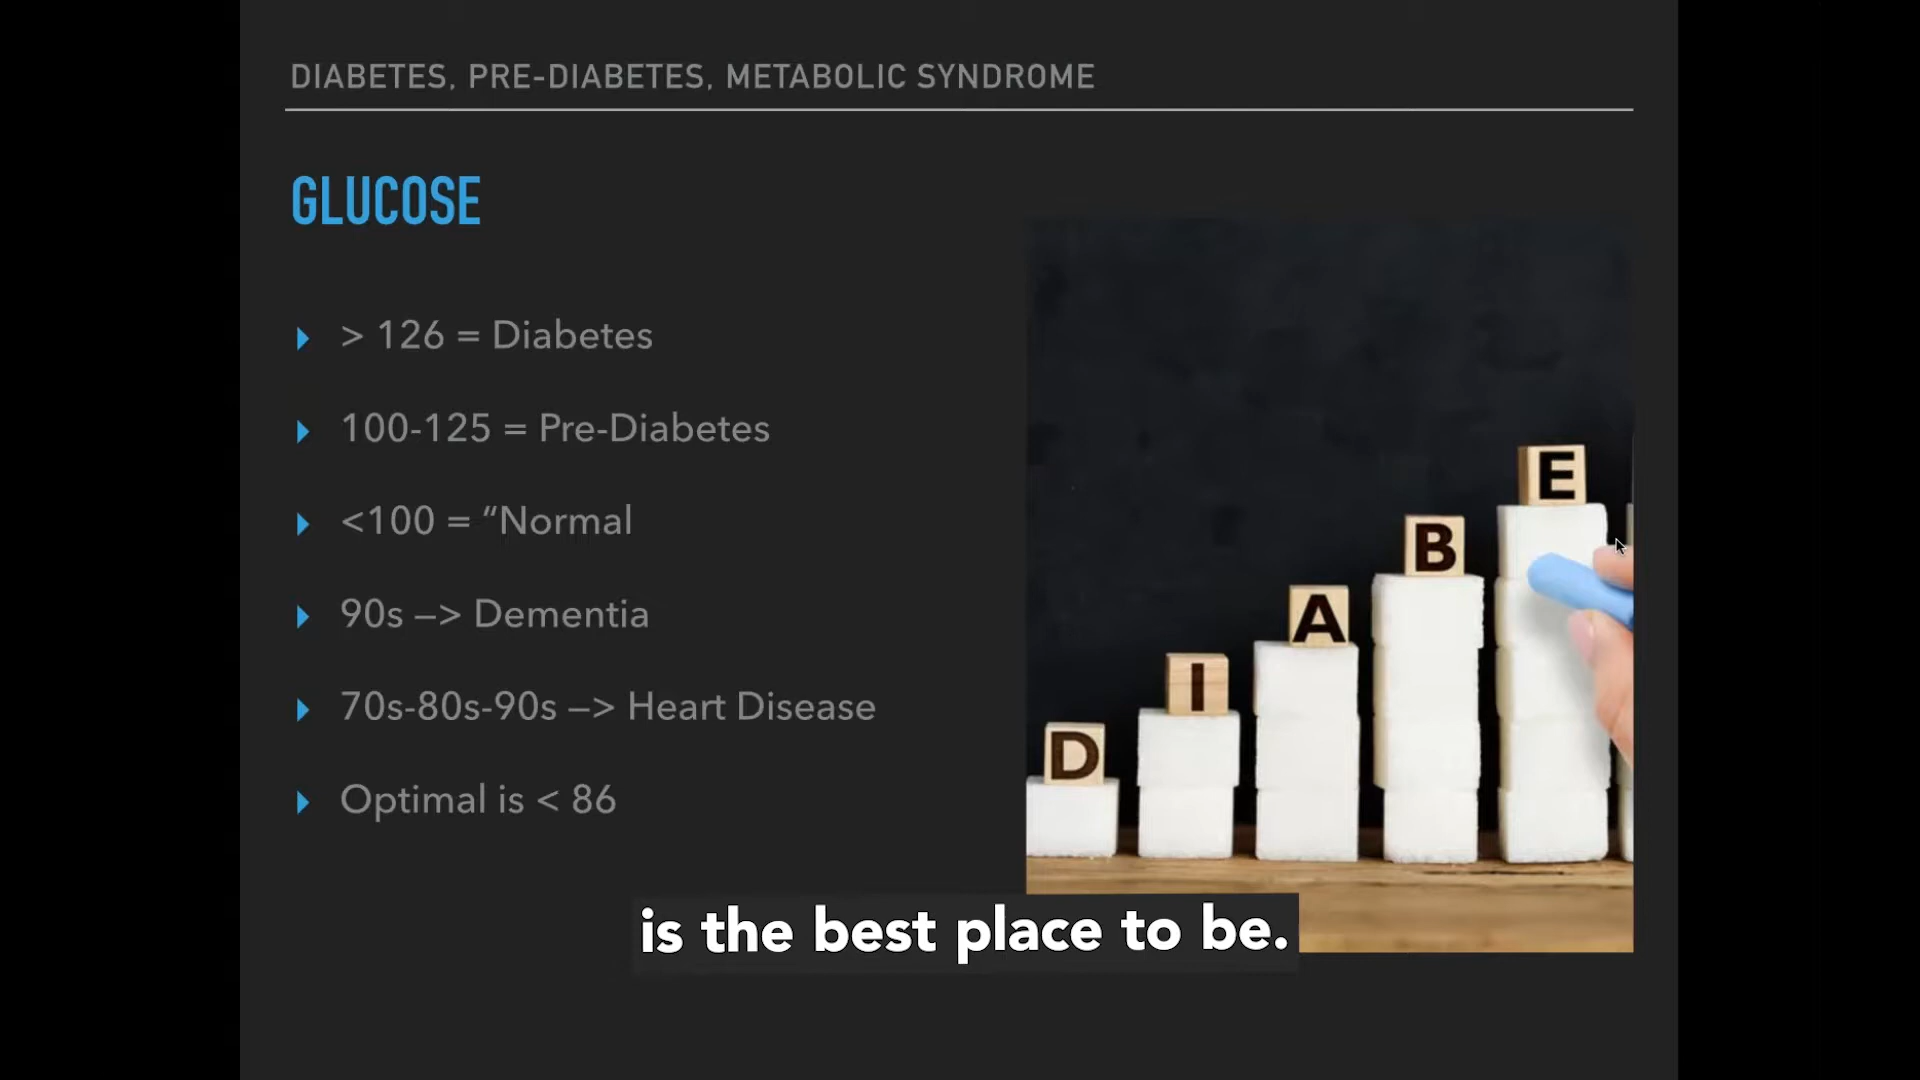 DIABETES, PRE-DIABETES, METABOLIC SYNDROME
GLUCOSE
> 126 = Diabetes
100-125 = Pre-Diabetes
<100 = “Normal
90s —> Dementia
70s-80s-90s —> Heart Disease
Optimal is < 86
D I A B E
is the best place to be.